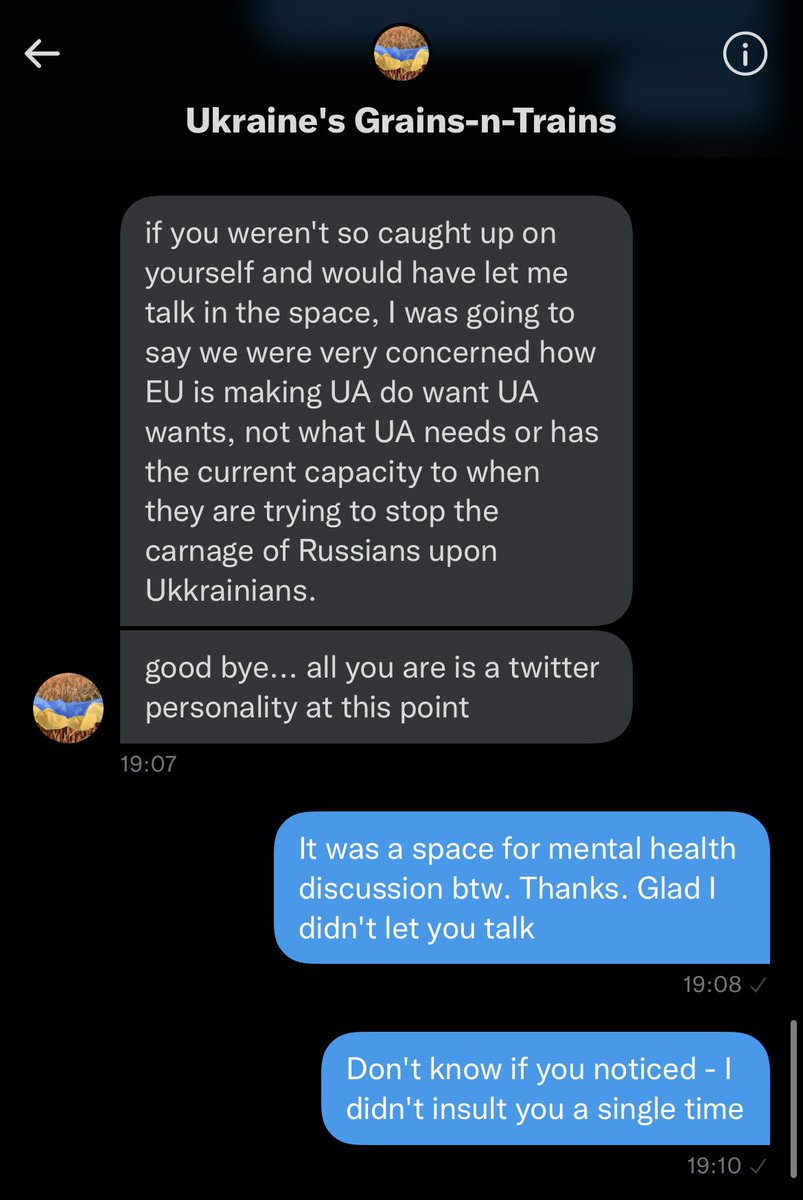 Ukraine's Grains-n-Trains
if you weren't so caught up on
yourself and would have let me
talk in the space, I was going to
say we were very concerned how
EU is making UA do want UA
wants, not what UA needs or has
the current capacity to when
they are trying to stop the
carnage of Russians upon
Ukkrainians.
good bye... all you are is a twitter
personality at this point
19:07
It was a space for mental health
discussion btw. Thanks. Glad I
didn't let you talk
19:08
Don't know if you noticed - I
didn't insult you a single time
19:10